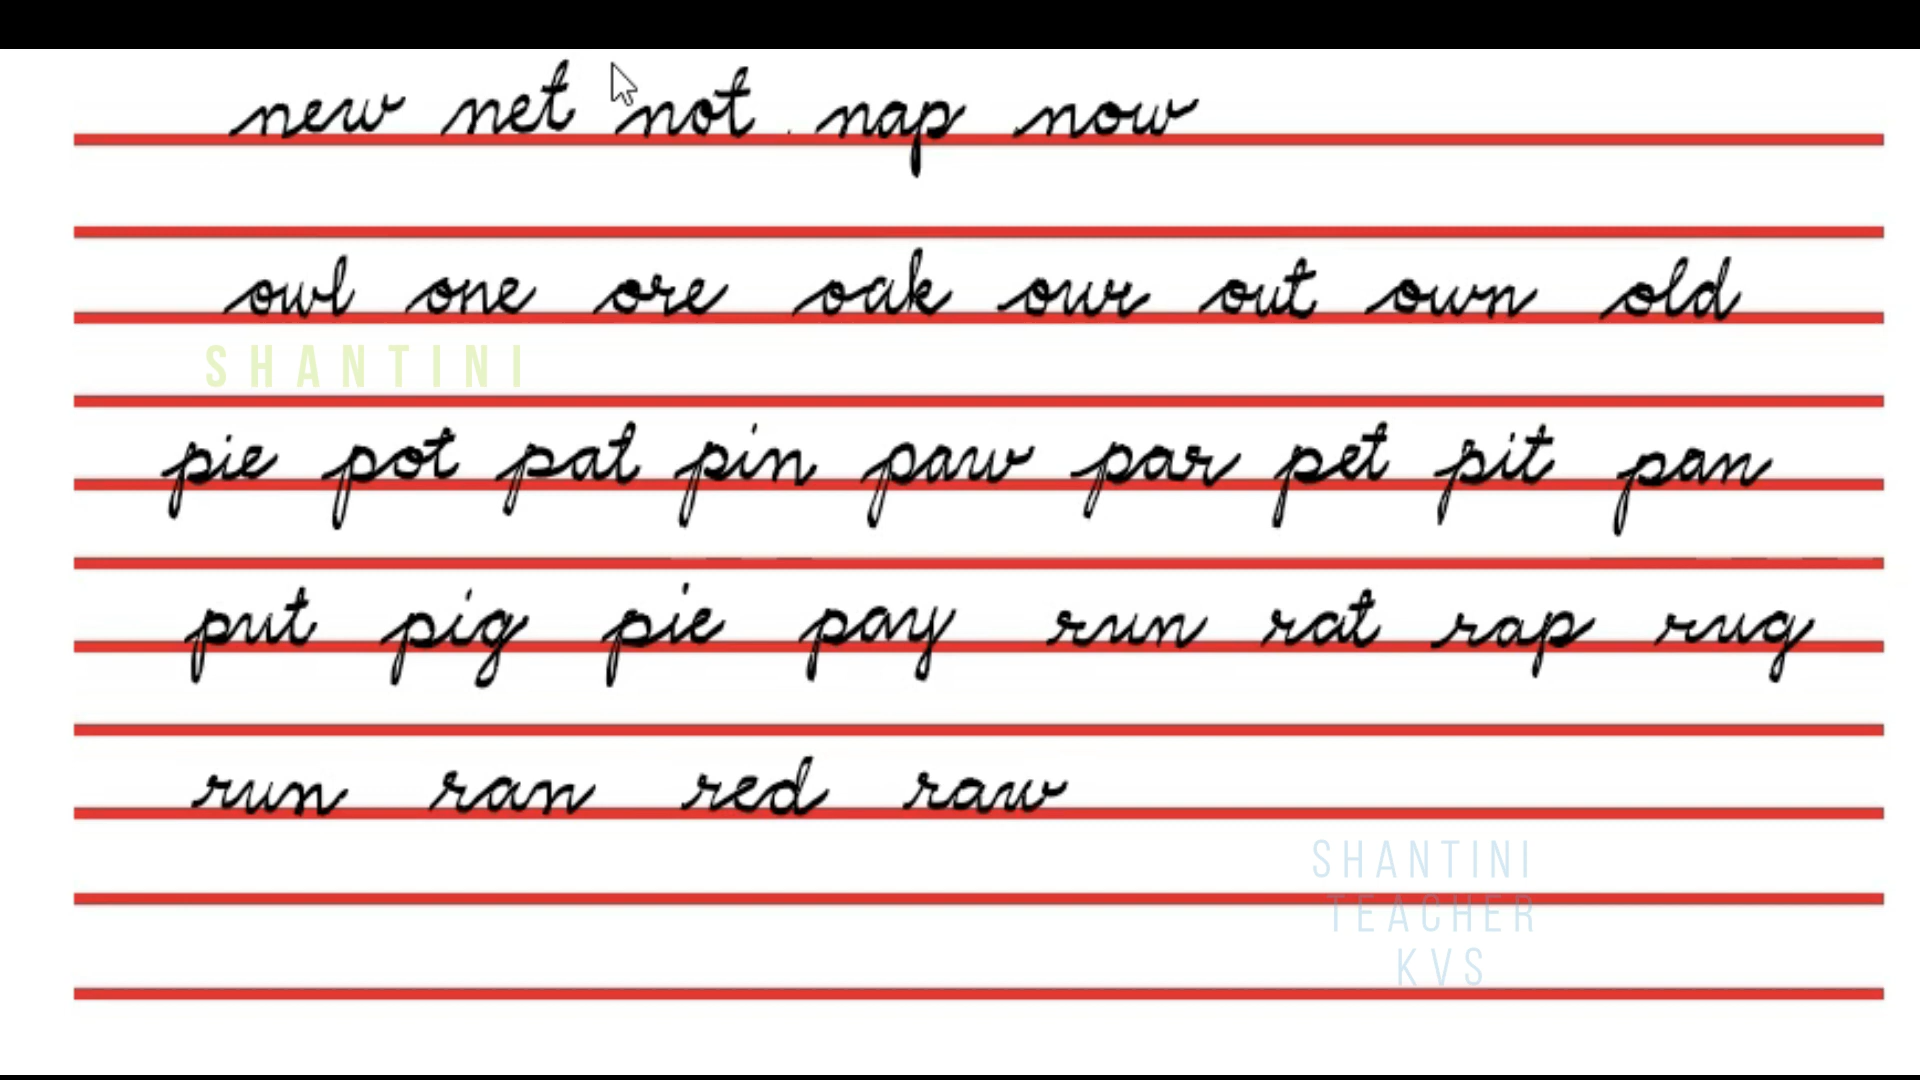 new net not nap now
owl one ore oak our out own old
SHANTINI
pie pot pat pin paw par pet pit pan
put pig pie pay run rat rap rug
run ran red raw
SHANTINI
TEACHER
KVS